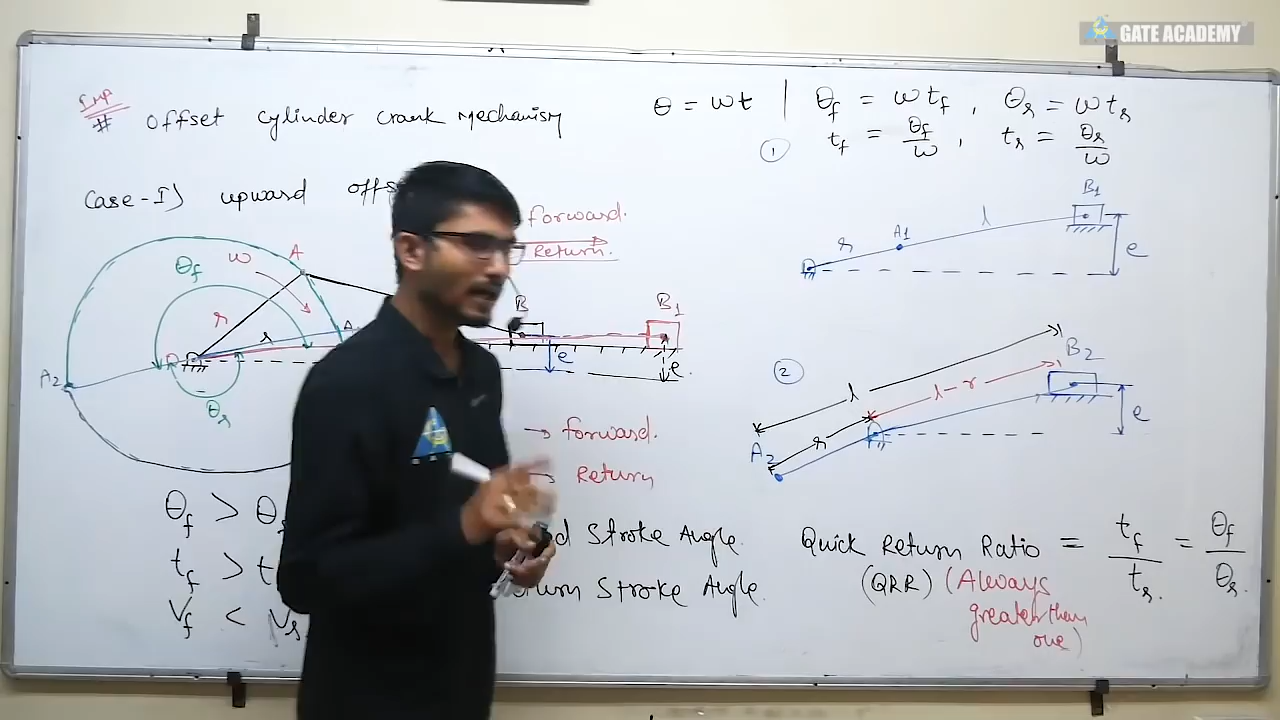 GATE ACADEMY
Imp
# offset cylinder crank Mechanism
θ = ωt | θf = ωtf , θr = ωtr
tf = θf/ω , tr = θr/ω
Case-I) upward
forward.
Return.
A
ω
θf
r
r
A2
θr
B
B1
e
e
1
r
A1
l
B1
e
2
l
l-r
r
A2
B2
e
→ forward.
Return
θf > θ
tf > t
Vf < Vr
Stroke Angle.
Stroke Angle.
Quick Return Ratio = tf/tr. = θf/θr.
(QRR) (Always
greater than
one)